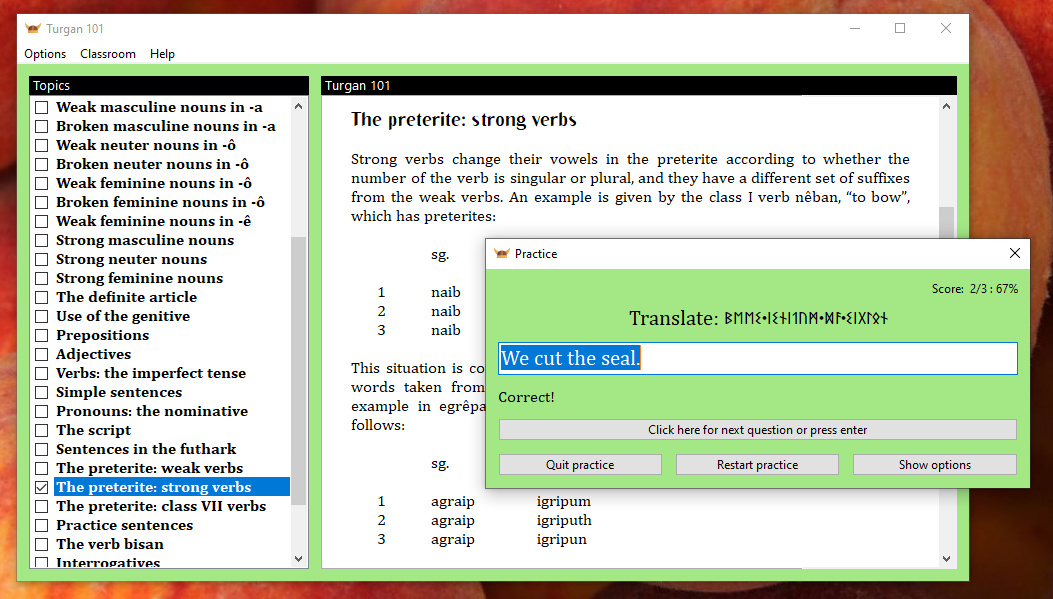 Turgan 101
Options Classroom Help
Topics
Weak masculine nouns in -a
Broken masculine nouns in -a
Weak neuter nouns in -ô
Broken neuter nouns in -ô
Weak feminine nouns in -ô
Broken feminine nouns in -ô
Weak feminine nouns in -ê
Strong masculine nouns
Strong neuter nouns
Strong feminine nouns
The definite article
Use of the genitive
Prepositions
Adjectives
Verbs: the imperfect tense
Simple sentences
Pronouns: the nominative
The script
Sentences in the futhark
The preterite: weak verbs
The preterite: strong verbs
The preterite: class VII verbs
Practice sentences
The verb bisan
Interrogatives
Turgan 101
The preterite: strong verbs
Strong verbs change their vowels in the preterite according to whether the
number of the verb is singular or plural, and they have a different set of suffixes
from the weak verbs. An example is given by the class I verb nêban, “to bow”,
which has preterites:
sg.
1 naib
2 naib
3 naib
This situation is co
words taken from
example in egrêpa
follows:
sg.
1 agraip igripum
2 agraip igriputh
3 agraip igripun
Practice
Score: 2/3 : 67%
Translate:
We cut the seal.
Correct!
Click here for next question or press enter
Quit practice Restart practice Show options